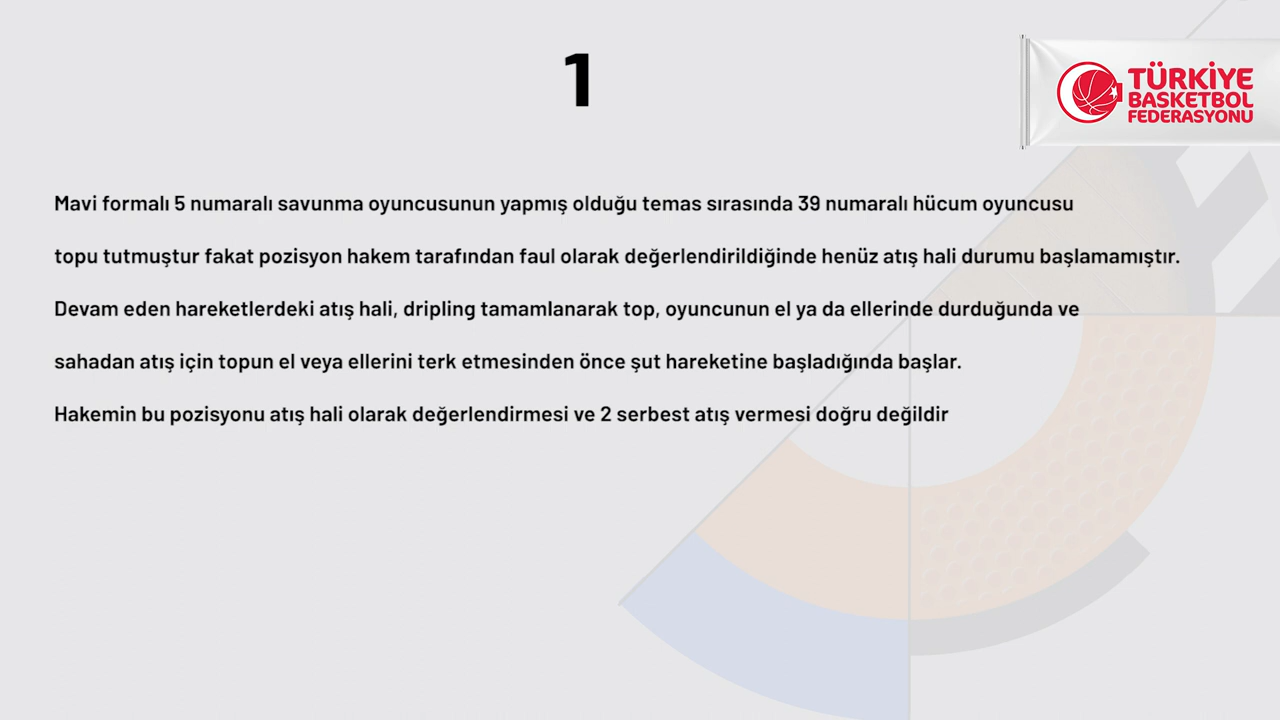 1
TÜRKİYE
BASKETBOL
FEDERASYONU
Mavi formalı 5 numaralı savunma oyuncusunun yapmış olduğu temas sırasında 39 numaralı hücum oyuncusu
topu tutmuştur fakat pozisyon hakem tarafından faul olarak değerlendirildiğinde henüz atış hali durumu başlamamıştır.
Devam eden hareketlerdeki atış hali, dripling tamamlanarak top, oyuncunun el ya da ellerinde durduğunda ve
sahadan atış için topun el veya ellerini terk etmesinden önce şut hareketine başladığında başlar.
Hakemin bu pozisyonu atış hali olarak değerlendirmesi ve 2 serbest atış vermesi doğru değildir